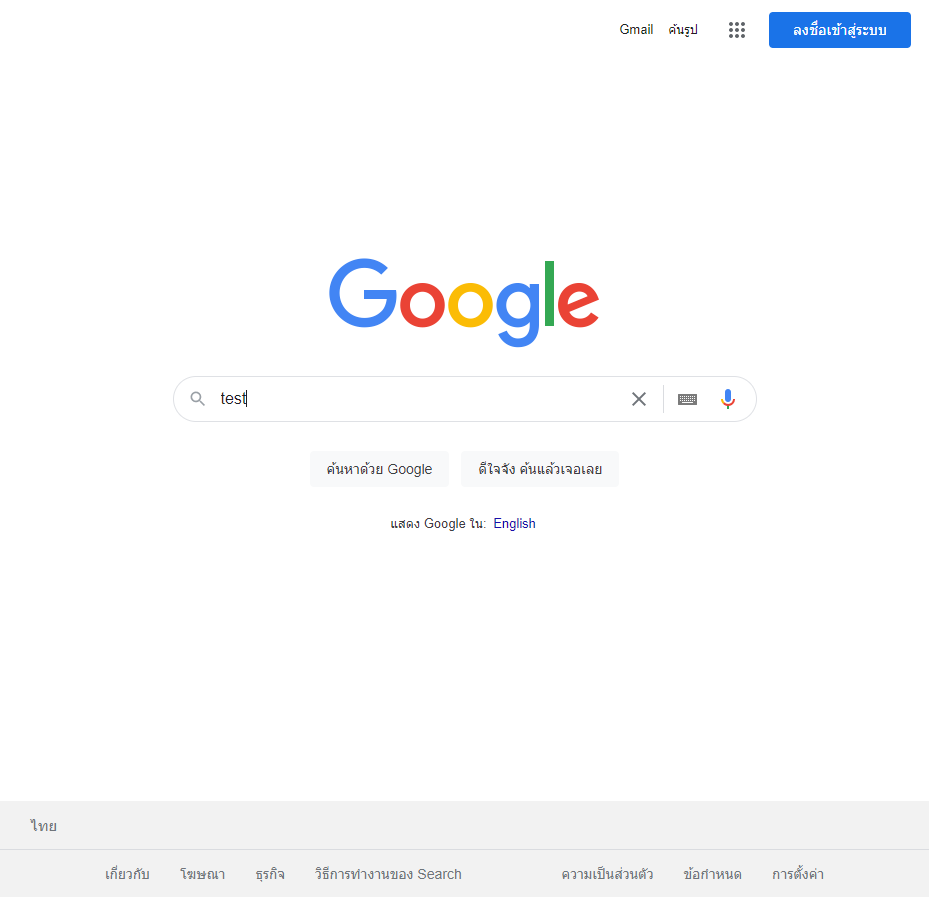 Gmail ค้นรูป ลงชื่อเข้าสู่ระบบ
Google
test
ค้นหาด้วย Google ดีใจจัง ค้นแล้วเจอเลย
แสดง Google ใน: English
ไทย
เกี่ยวกับ โฆษณา ธุรกิจ วิธีการทำงานของ Search ความเป็นส่วนตัว ข้อกำหนด การตั้งค่า